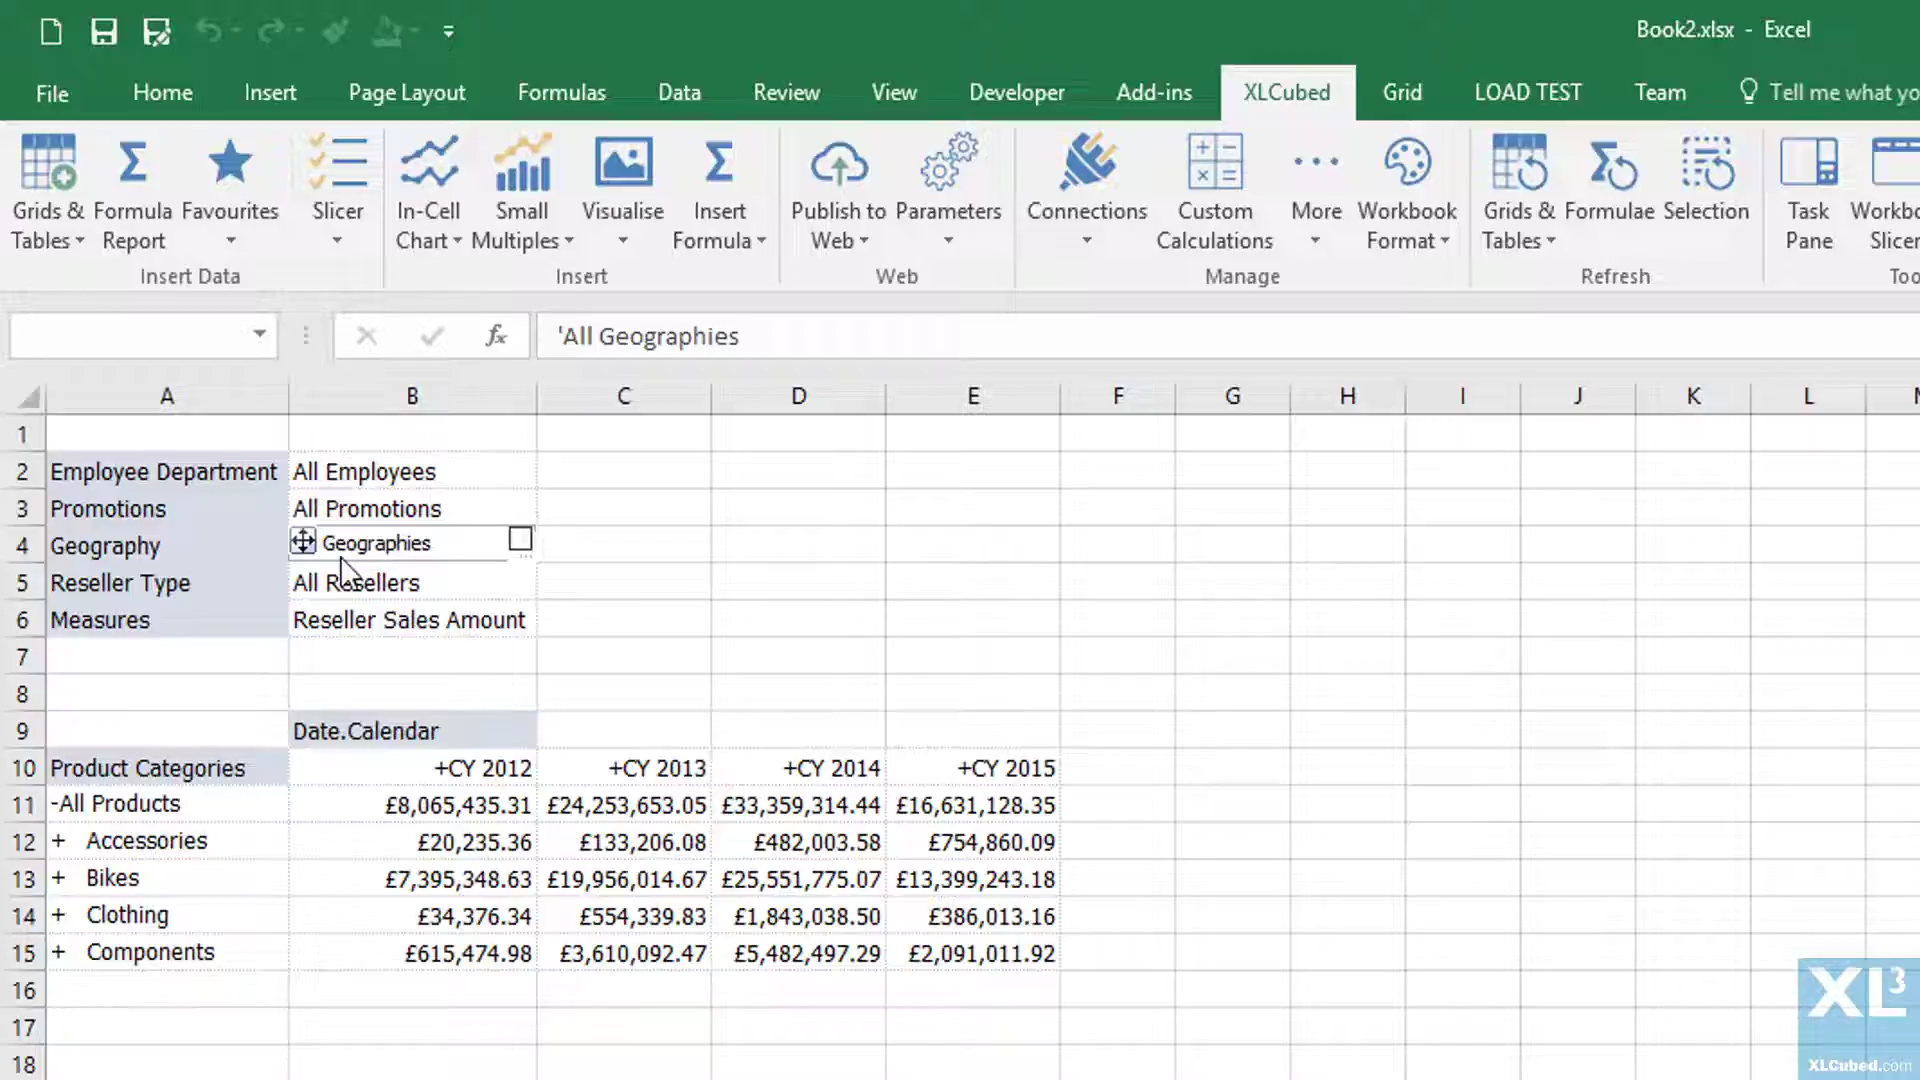 Book2.xlsx - Excel
File Home Insert Page Layout Formulas Data Review View Developer Add-ins XLCubed Grid LOAD TEST Team Tell me what yo
Grids & Tables
Formula Report
Favourites
Slicer
In-Cell Chart
Small Multiples
Visualise
Insert Formula
Publish to Web
Parameters
Connections
Custom Calculations
More
Workbook Format
Grids & Tables
Formulae
Selection
Task Pane
Workbo
Slicer
Insert Data Insert Web Manage Refresh Too
fx 'All Geographies
A B C D E F G H I J K L M
1
2 Employee Department All Employees
3 Promotions All Promotions
4 Geography Geographies
5 Reseller Type All Resellers
6 Measures Reseller Sales Amount
7
8
9 Date.Calendar
10 Product Categories +CY 2012 +CY 2013 +CY 2014 +CY 2015
11 -All Products £8,065,435.31 £24,253,653.05 £33,359,314.44 £16,631,128.35
12 + Accessories £20,235.36 £133,206.08 £482,003.58 £754,860.09
13 + Bikes £7,395,348.63 £19,956,014.67 £25,551,775.07 £13,399,243.18
14 + Clothing £34,376.34 £554,339.83 £1,843,038.50 £386,013.16
15 + Components £615,474.98 £3,610,092.47 £5,482,497.29 £2,091,011.92
16
17
18
XL3
XLCubed.com